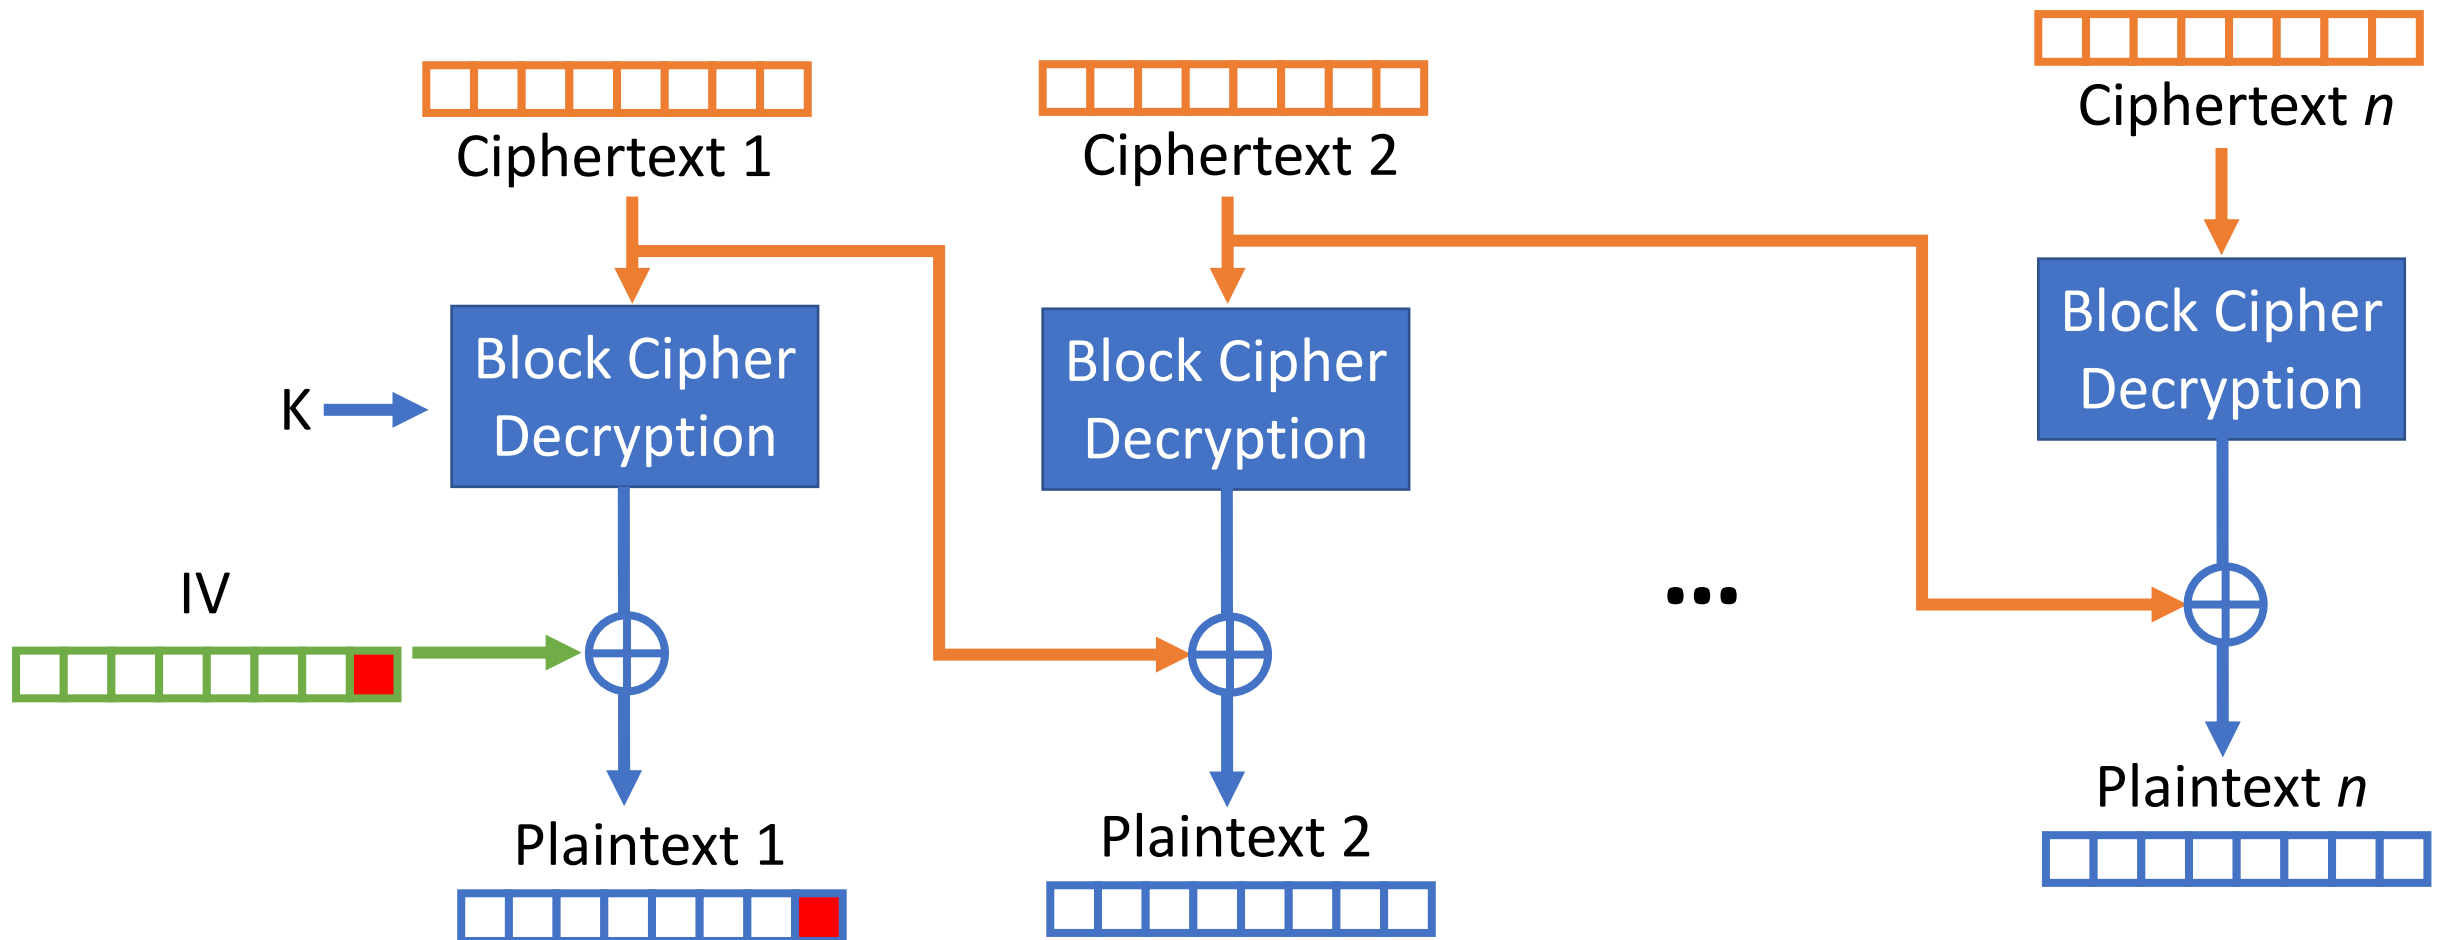 Ciphertext 1
Ciphertext 2
Ciphertext n
K
Block Cipher
Decryption
Block Cipher
Decryption
Block Cipher
Decryption
IV
...
Plaintext 1
Plaintext 2
Plaintext n